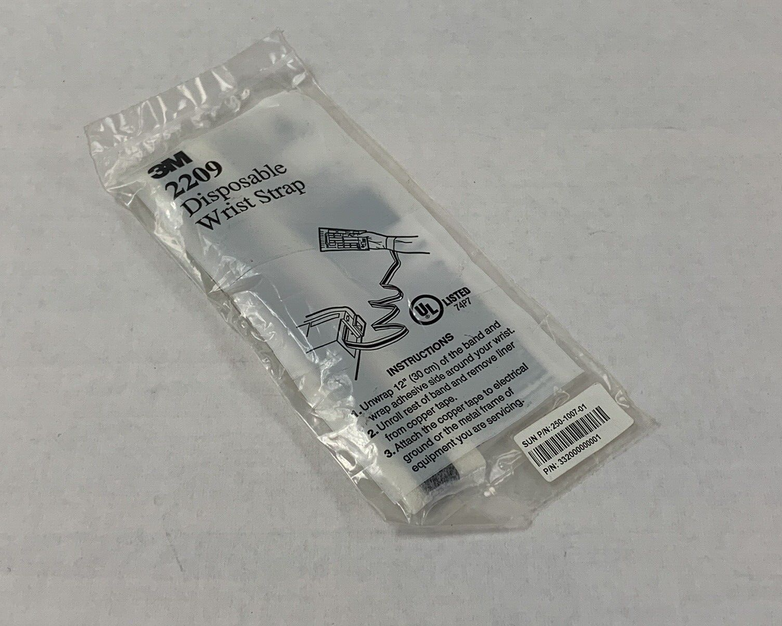 3M
2209
Disposable
Wrist Strap
UL
LISTED
74P7
INSTRUCTIONS
1. Unwrap 12" (30 cm) of the band and
wrap adhesive side around your wrist.
2. Unroll rest of band and remove liner
from copper tape.
3. Attach the copper tape to electrical
ground or the metal frame of
equipment you are servicing.
SUN P/N: 250-1007-01
P/N: 33200000001